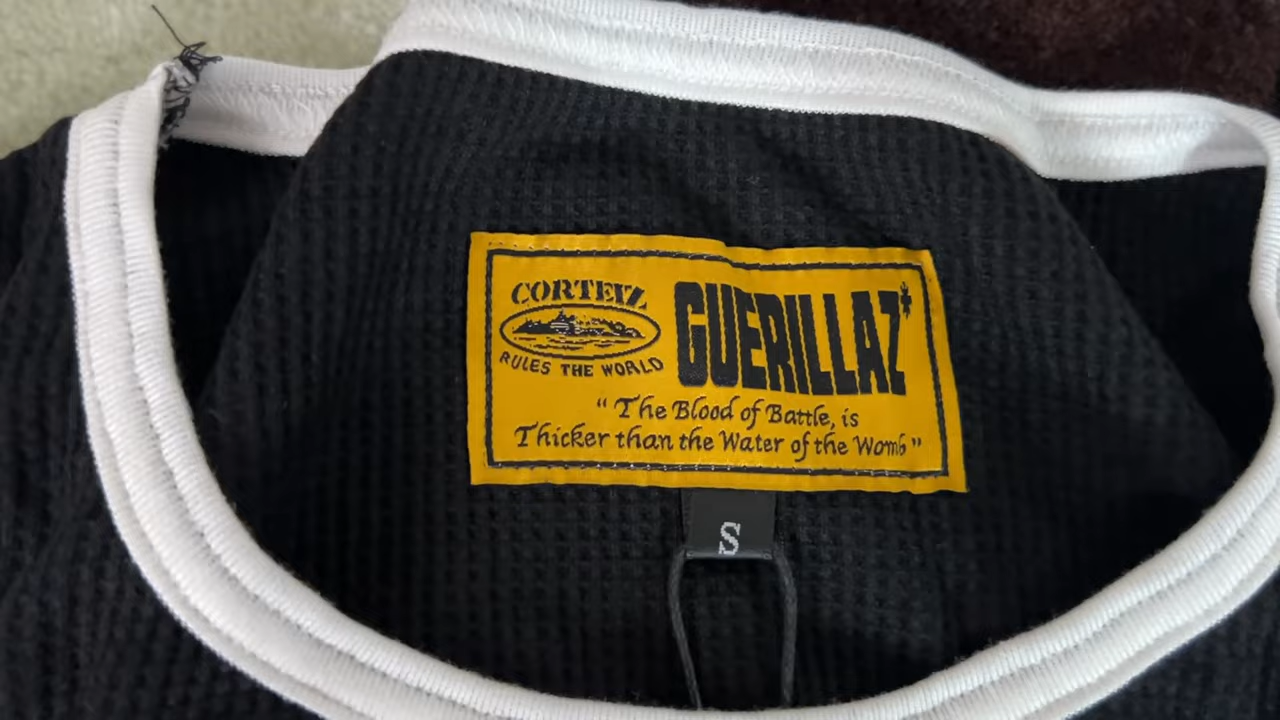 CORTEIZ
RULES THE WORLD
GUERILLAZ*
“ The Blood of Battle, is
Thicker than the Water of the Womb ”
S